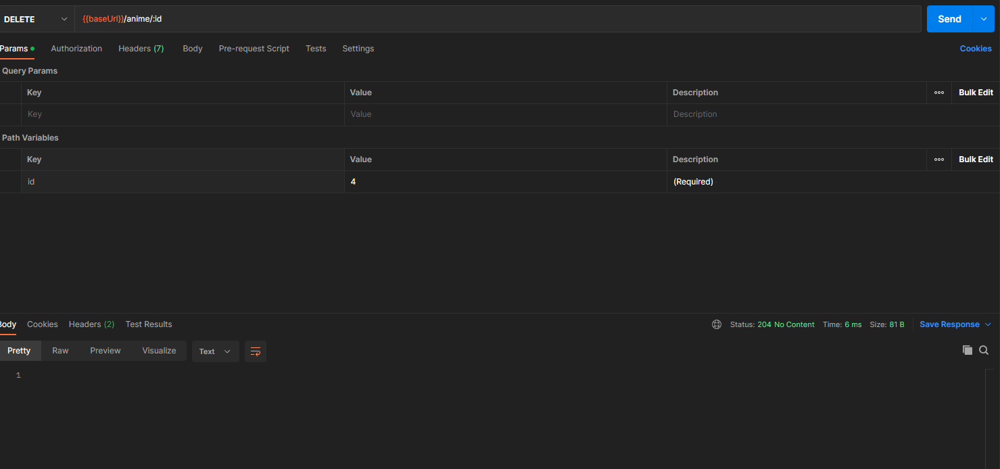 DELETE {{baseUrl}}/anime/:id Send
Params Authorization Headers (7) Body Pre-request Script Tests Settings Cookies
Query Params
Key Value Description Bulk Edit
Key Value Description
Path Variables
Key Value Description Bulk Edit
id 4 (Required)
Body Cookies Headers (2) Test Results Status: 204 No Content Time: 6 ms Size: 81 B Save Response
Pretty Raw Preview Visualize Text
1